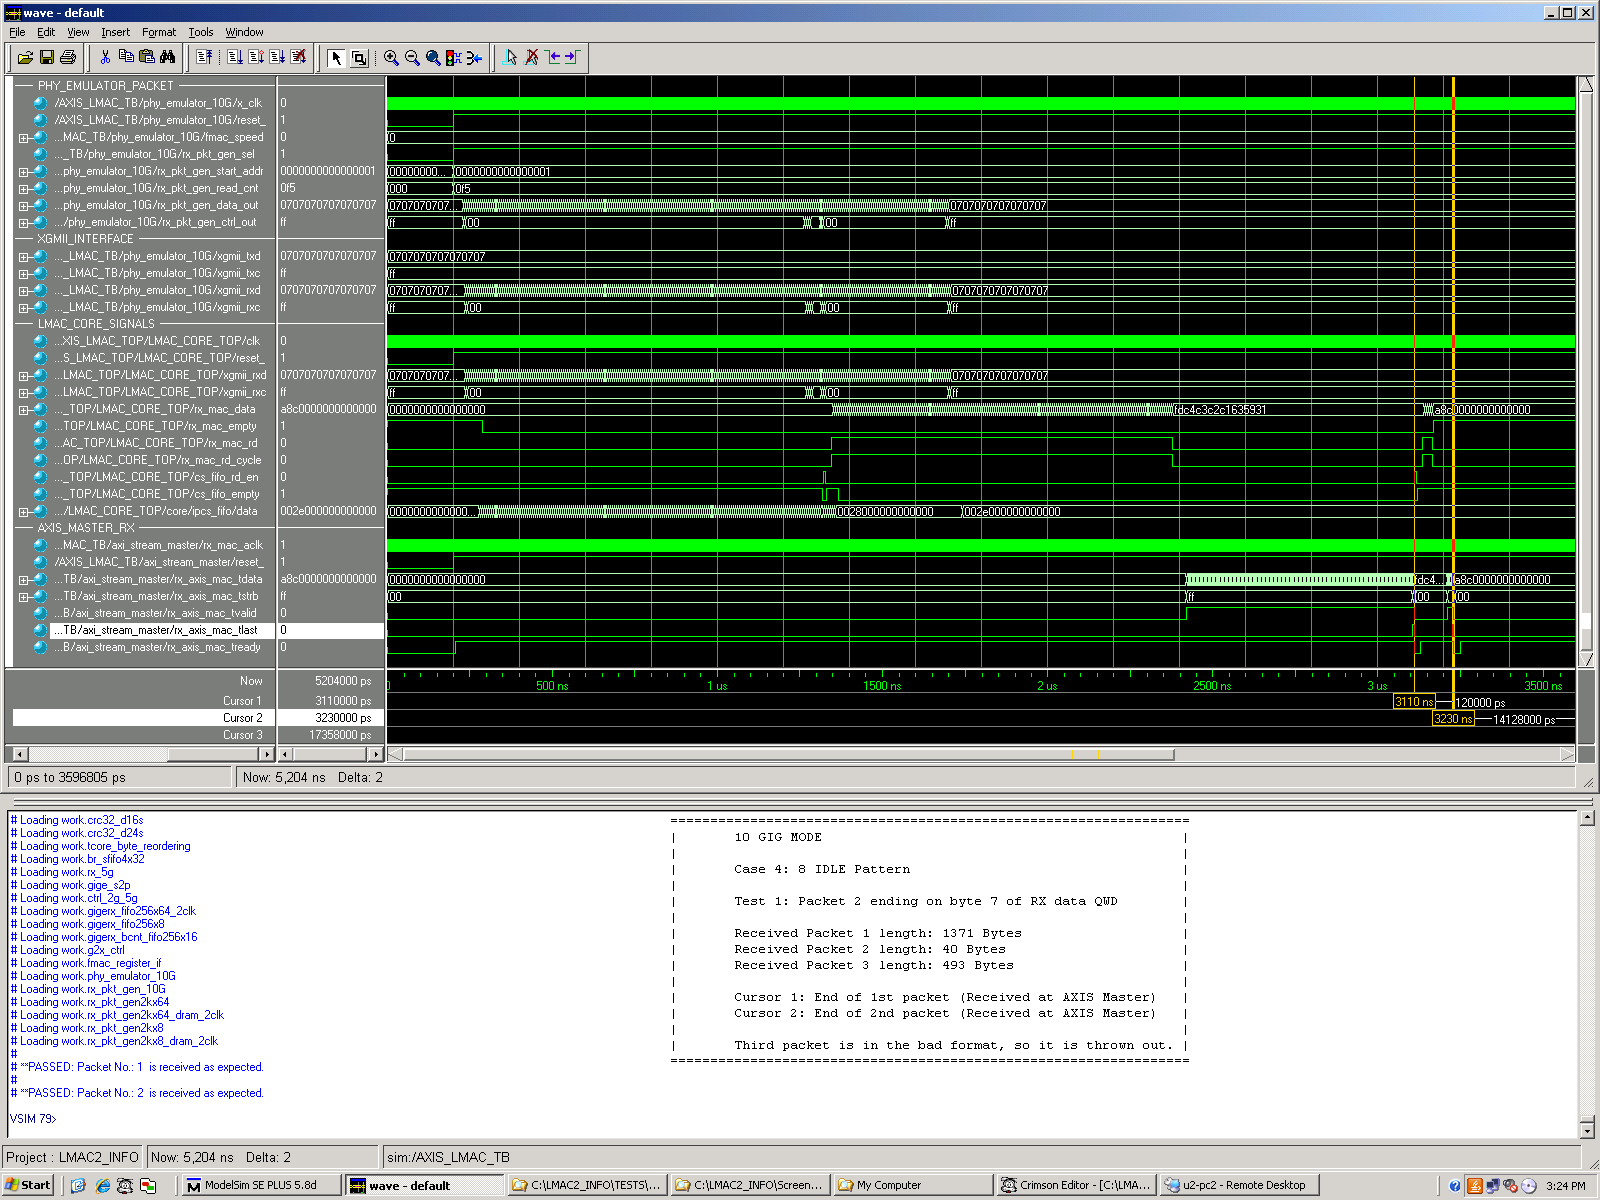 wave - default
File Edit View Insert Format Tools Window
PHY_EMULATOR_PACKET
/AXIS_LMAC_TB/phy_emulator_10G/x_clk 0
/AXIS_LMAC_TB/phy_emulator_10G/reset_ 1
...MAC_TB/phy_emulator_10G/fmac_speed 0 0
..._TB/phy_emulator_10G/rx_pkt_gen_sel 1
...phy_emulator_10G/rx_pkt_gen_start_addr 0000000000000001 00000000... 0000000000000001
...phy_emulator_10G/rx_pkt_gen_read_cnt 0f5 000 0f5
...phy_emulator_10G/rx_pkt_gen_data_out 0707070707070707 0707070707... 0707070707070707
.../phy_emulator_10G/rx_pkt_gen_ctrl_out ff ff 00 00 ff
XGMII_INTERFACE
..._LMAC_TB/phy_emulator_10G/xgmii_txd 0707070707070707 0707070707070707
..._LMAC_TB/phy_emulator_10G/xgmii_txc ff ff
..._LMAC_TB/phy_emulator_10G/xgmii_rxd 0707070707070707 070707070707... 0707070707070707
..._LMAC_TB/phy_emulator_10G/xgmii_rxc ff ff 00 00 ff
LMAC_CORE_SIGNALS
...XIS_LMAC_TOP/LMAC_CORE_TOP/clk 0
...S_LMAC_TOP/LMAC_CORE_TOP/reset_ 1
...LMAC_TOP/LMAC_CORE_TOP/xgmii_rxd 0707070707070707 0707070707... 0707070707070707
...LMAC_TOP/LMAC_CORE_TOP/xgmii_rxc ff ff 00 00 ff
..._TOP/LMAC_CORE_TOP/rx_mac_data a8c0000000000000 0000000000000000 fdc4c3c2c1635931 a8c0000000000000
...TOP/LMAC_CORE_TOP/rx_mac_empty 1
...AC_TOP/LMAC_CORE_TOP/rx_mac_rd 0
...OP/LMAC_CORE_TOP/rx_mac_rd_cycle 0
..._TOP/LMAC_CORE_TOP/cs_fifo_rd_en 0
..._TOP/LMAC_CORE_TOP/cs_fifo_empty 1
.../LMAC_CORE_TOP/core/ipcs_fifo/data 002e000000000000 0000000000000... 0028000000000000 002e000000000000
AXIS_MASTER_RX
...MAC_TB/axi_stream_master/rx_mac_aclk 1
/AXIS_LMAC_TB/axi_stream_master/reset_ 1
...TB/axi_stream_master/rx_axis_mac_tdata a8c0000000000000 0000000000000000 fdc4... a8c0000000000000
...TB/axi_stream_master/rx_axis_mac_tstrb ff 00 ff 00 00
...B/axi_stream_master/rx_axis_mac_tvalid 0
...TB/axi_stream_master/rx_axis_mac_tlast 0
...B/axi_stream_master/rx_axis_mac_tready 0
Now 5204000 ps 500 ns 1 us 1500 ns 2 us 2500 ns 3 us 3500 ns
Cursor 1 3110000 ps 3110 ns 120000 ps
Cursor 2 3230000 ps 3230 ns 14128000 ps
Cursor 3 17358000 ps
0 ps to 3596805 ps Now: 5,204 ns Delta: 2
# Loading work.crc32_d16s
# Loading work.crc32_d24s
# Loading work.tcore_byte_reordering
# Loading work.br_sfifo4x32
# Loading work.rx_5g
# Loading work.gige_s2p
# Loading work.ctrl_2g_5g
# Loading work.gigerx_fifo256x64_2clk
# Loading work.gigerx_fifo256x8
# Loading work.gigerx_bcnt_fifo256x16
# Loading work.g2x_ctrl
# Loading work.fmac_register_if
# Loading work.phy_emulator_10G
# Loading work.rx_pkt_gen_10G
# Loading work.rx_pkt_gen2kx64
# Loading work.rx_pkt_gen2kx64_dram_2clk
# Loading work.rx_pkt_gen2kx8
# Loading work.rx_pkt_gen2kx8_dram_2clk
#
# **PASSED: Packet No.: 1 is received as expected.
#
# **PASSED: Packet No.: 2 is received as expected.
VSIM 79>
10 GIG MODE
Case 4: 8 IDLE Pattern
Test 1: Packet 2 ending on byte 7 of RX data QWD
Received Packet 1 length: 1371 Bytes
Received Packet 2 length: 40 Bytes
Received Packet 3 length: 493 Bytes
Cursor 1: End of 1st packet (Received at AXIS Master)
Cursor 2: End of 2nd packet (Received at AXIS Master)
Third packet is in the bad format, so it is thrown out.
Project : LMAC2_INFO Now: 5,204 ns Delta: 2 sim:/AXIS_LMAC_TB
Start ModelSim SE PLUS 5.8d wave - default C:\LMAC2_INFO\TESTS\... C:\LMAC2_INFO\Screen... My Computer Crimson Editor - [C:\LMA... u2-pc2 - Remote Desktop 3:24 PM